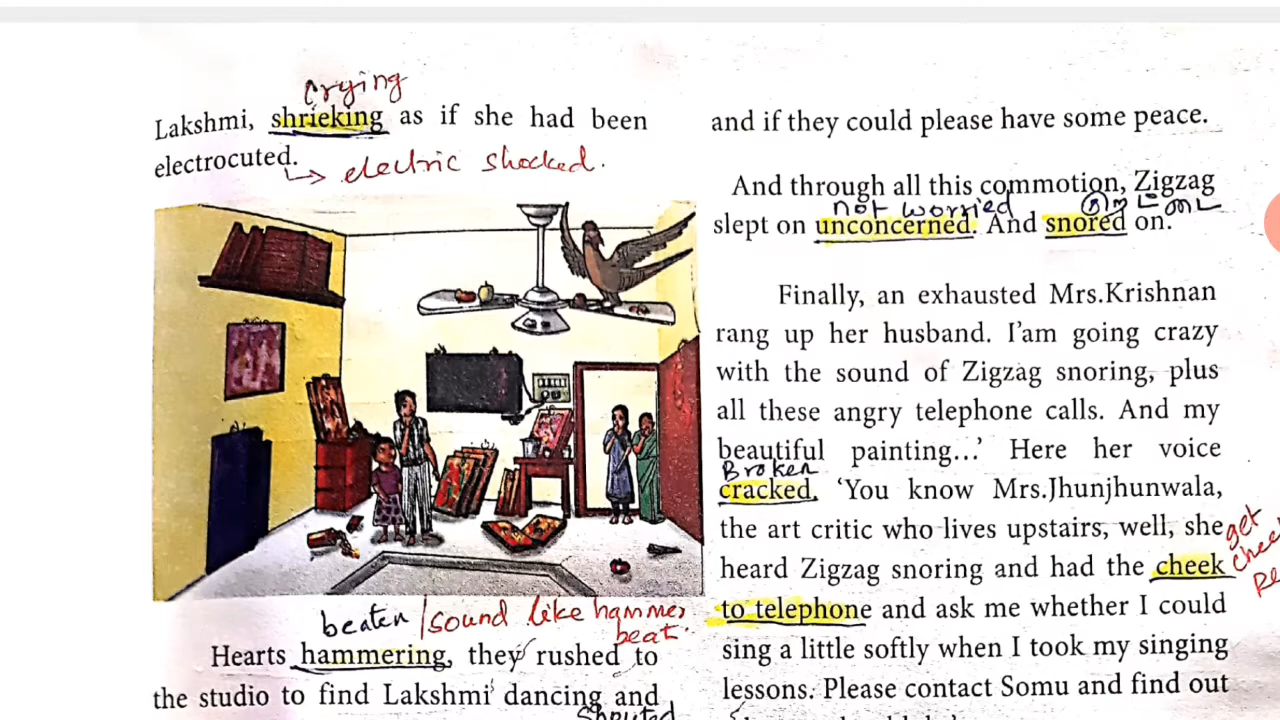 crying
Lakshmi, shrieking as if she had been
electrocuted.
electric shocked.
beaten/sound like hammer
beat.
Hearts hammering, they rushed to
the studio to find Lakshmi dancing and
shouted
and if they could please have some peace.
And through all this commotion, Zigzag
not worried
slept on unconcerned. And snored on.
Finally, an exhausted Mrs.Krishnan
rang up her husband. I'am going crazy
with the sound of Zigzag snoring, plus
all these angry telephone calls. And my
beautiful painting...' Here her voice
Broken
cracked. 'You know Mrs.Jhunjhunwala,
the art critic who lives upstairs, well, she
get
heard Zigzag snoring and had the cheek
to telephone and ask me whether I could
sing a little softly when I took my singing
lessons. Please contact Somu and find out